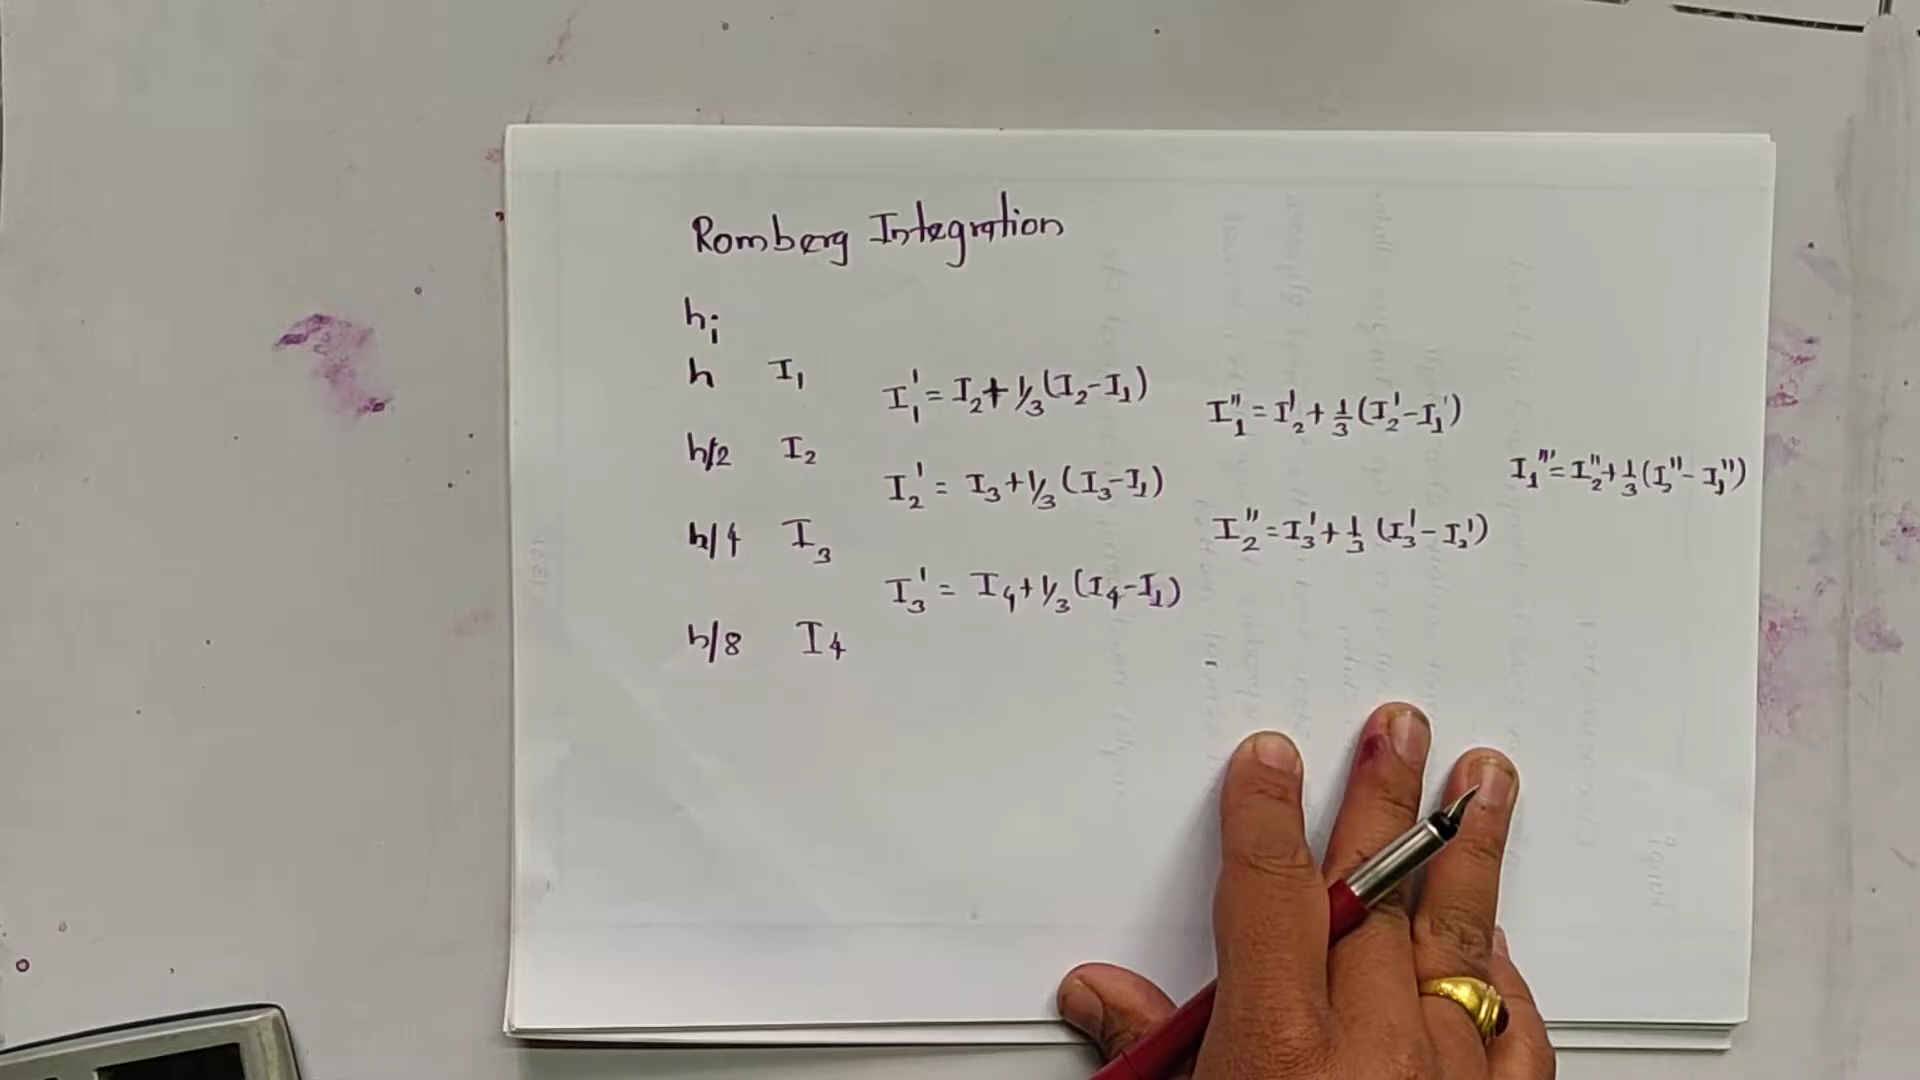 Romberg Integration
hi
h I₁
I₁' = I₂ + 1/3 (I₂ - I₁)
I₁'' = I₂' + 1/3 (I₂' - I₁')
h/2 I₂
I₁''' = I₂'' + 1/3 (I₂'' - I₁'')
I₂' = I₃ + 1/3 (I₃ - I₁)
h/4 I₃
I₂'' = I₃' + 1/3 (I₃' - I₂')
I₃' = I₄ + 1/3 (I₄ - I₁)
h/8 I₄